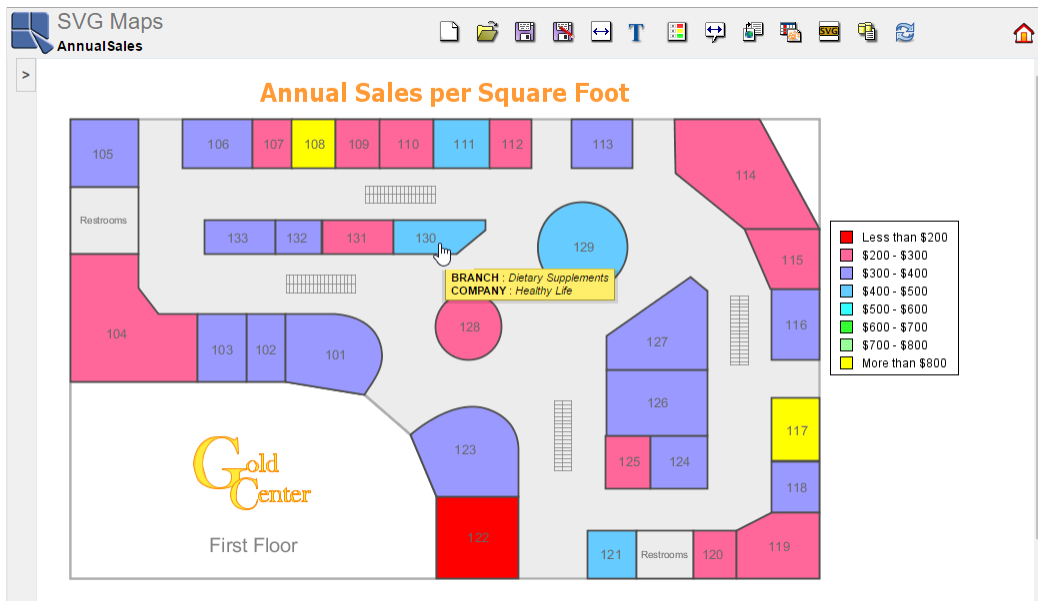 SVG Maps
AnnualSales
T
SVG
>
Annual Sales per Square Foot
105
106
107
108
109
110
111
112
113
114
Restrooms
133
132
131
130
129
115
BRANCH : Dietary Supplements
COMPANY : Healthy Life
Less than $200
$200 - $300
$300 - $400
$400 - $500
$500 - $600
$600 - $700
$700 - $800
More than $800
104
103
102
101
128
127
116
126
117
123
125
124
118
Gold
Center
First Floor
122
121
Restrooms
120
119